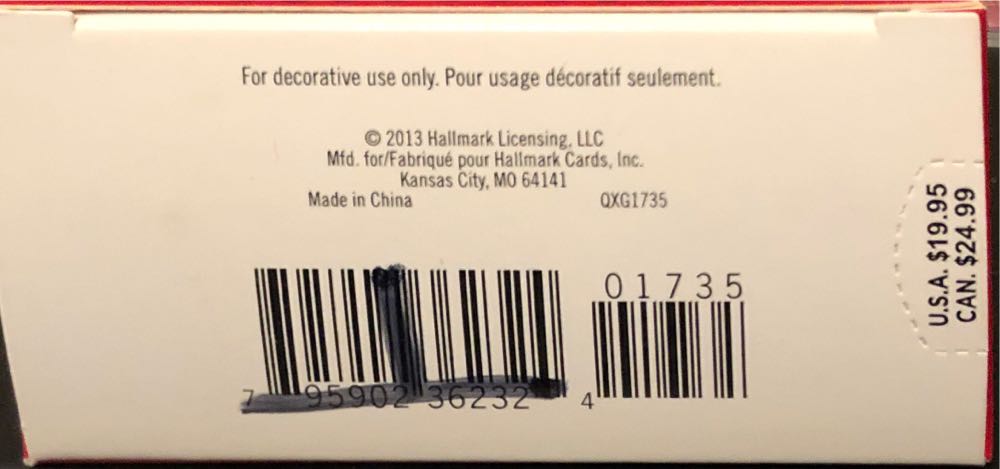 For decorative use only. Pour usage décoratif seulement.
© 2013 Hallmark Licensing, LLC
Mfd. for/Fabriqué pour Hallmark Cards, Inc.
Kansas City, MO 64141
Made in China QXG1735
01735
7 95902 36232 4
U.S.A. $19.95
CAN. $24.99